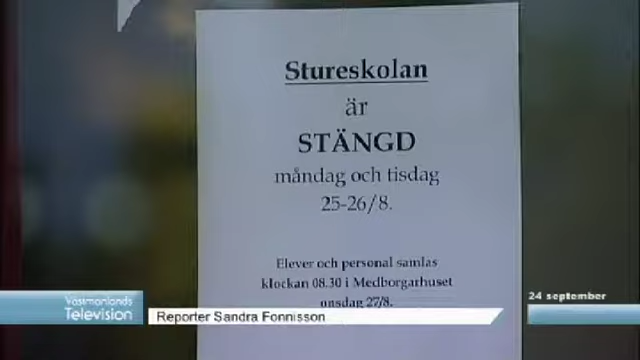 Stureskolan
är
STÄNGD
måndag och tisdag
25-26/8.
Elever och personal samlas
klockan 08.30 i Medborgarhuset
onsdag 27/8.
24 september
Västmanlands
Television
Reporter Sandra Fonnisson